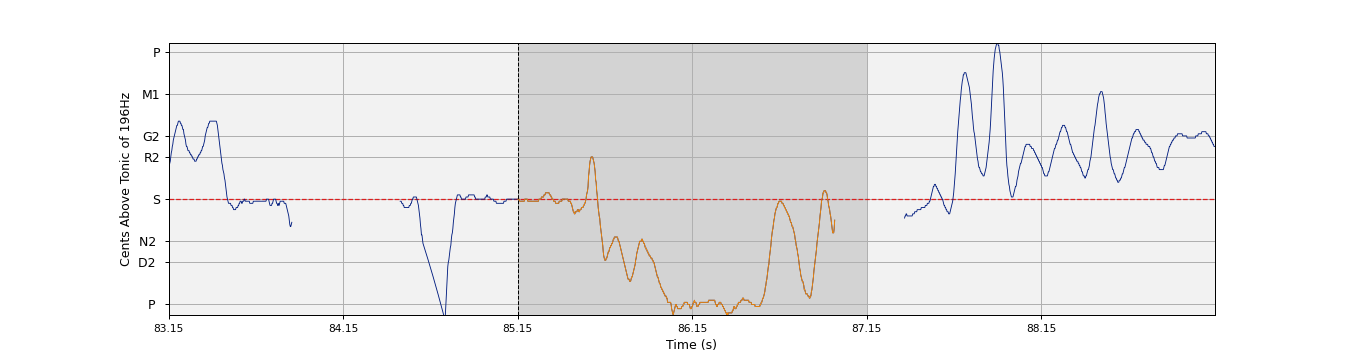 P
M1
G2
R2
S
N2
D2
P
Cents Above Tonic of 196Hz
83.15 84.15 85.15 86.15 87.15 88.15
Time (s)